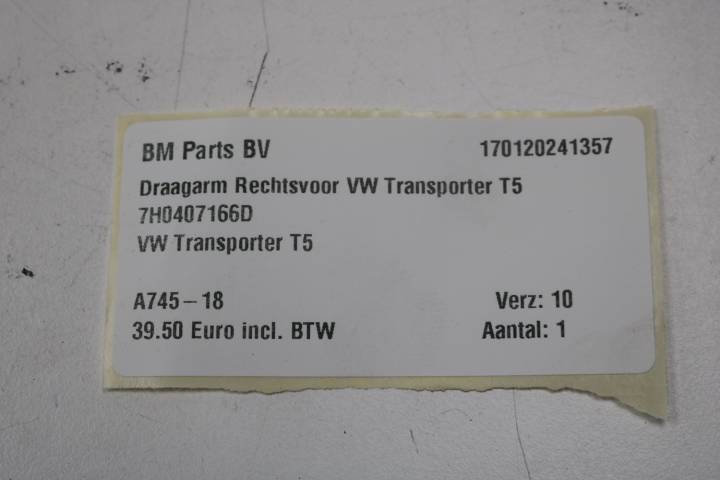 BM Parts BV 170120241357
Draagarm Rechtsvoor VW Transporter T5
7H0407166D
VW Transporter T5
A745-18 Verz: 10
39.50 Euro incl. BTW Aantal: 1